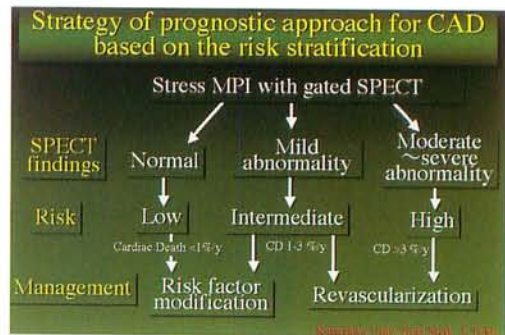 Strategy of prognostic approach for CAD
based on the risk stratification
Stress MPI with gated SPECT
SPECT
findings
Normal
Mild
abnormality
Moderate
~severe
abnormality
Risk
Low
Intermediate
High
Cardiac Death <1%/y
CD 1-3 %/y
CD >3 %/y
Management
Risk factor
modification
Revascularization